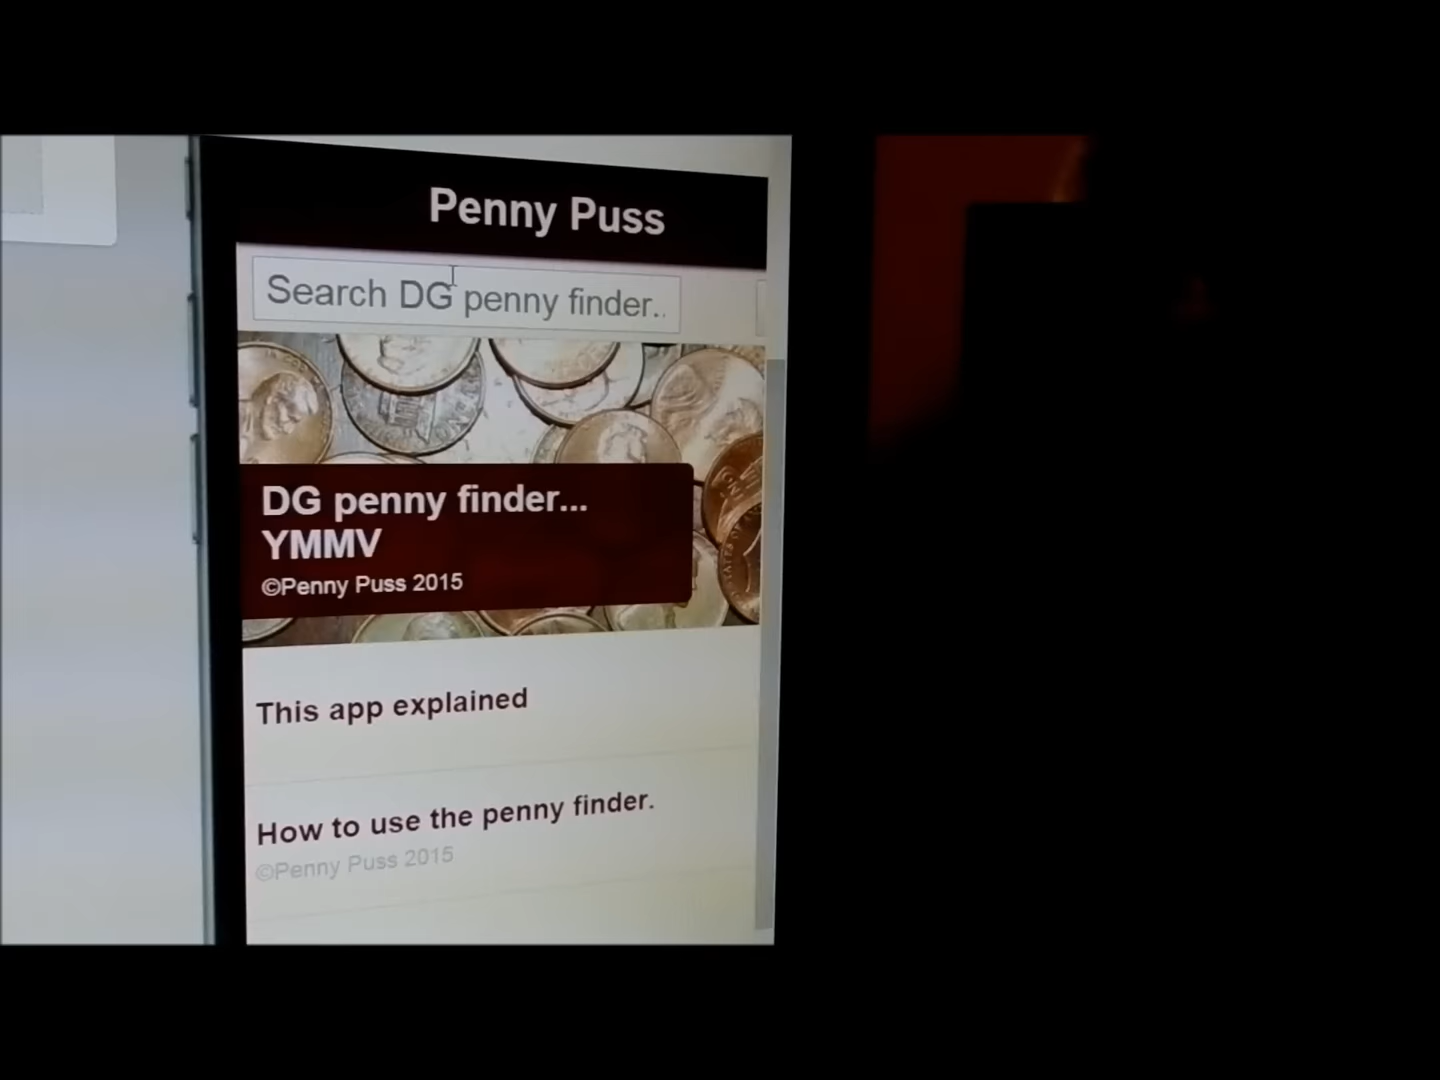 Penny Puss
Search DG penny finder..
DG penny finder...
YMMV
©Penny Puss 2015
This app explained
How to use the penny finder.
©Penny Puss 2015